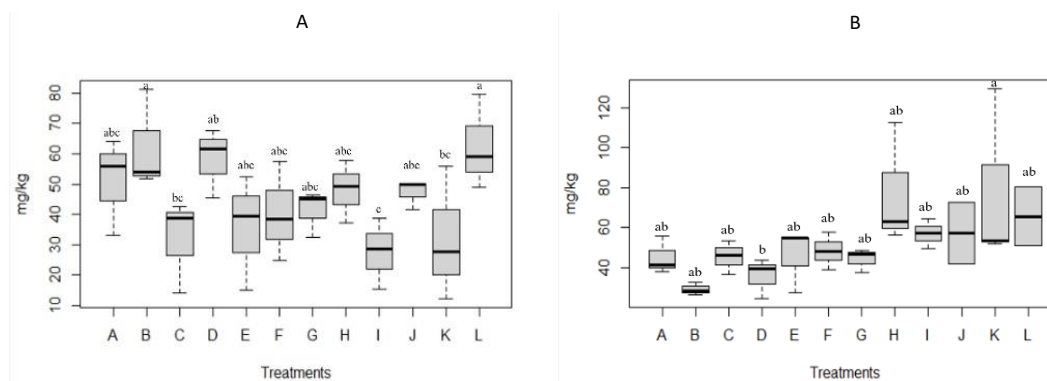 A
mg/kg
80
70
60
50
40
30
20
10
abc
a
bc
ab
abc
abc
abc
abc
c
abc
bc
a
A B C D E F G H I J K L
Treatments
B
mg/kg
120
100
80
60
40
ab
ab
ab
b
ab
ab
ab
ab
ab
ab
a
ab
A B C D E F G H I J K L
Treatments